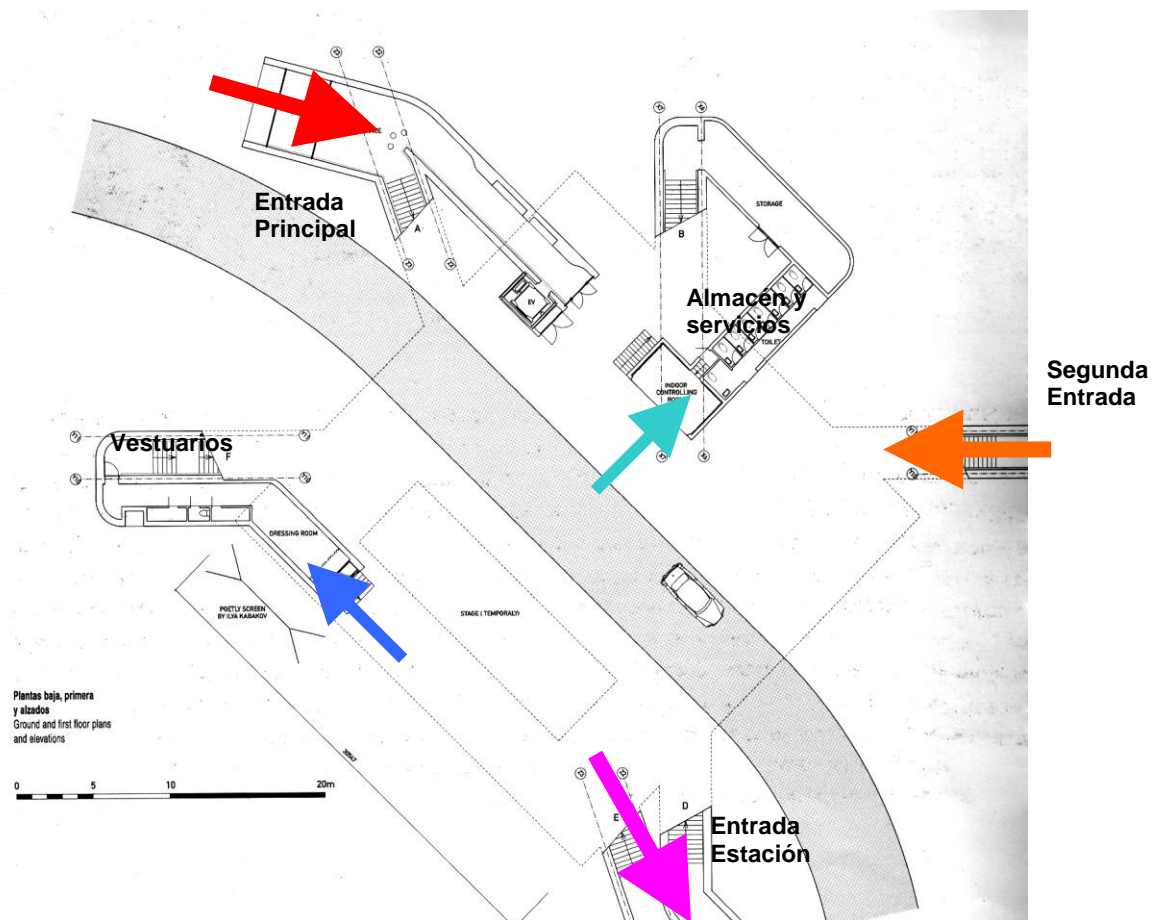 Entrada
Principal
A
EV
B
STORAGE
Almacén y
servicios
TOILET
INDOOR
CONTROLLING
Segunda
Entrada
Vestuarios
F
DRESSING ROOM
POETLY SCREEN
BY ILYA KABAKOV
STAGE ( TEMPORALY)
Plantas baja, primera
y alzados
Ground and first floor plans
and elevations
0 5 10 20m
E
D
Entrada
Estación